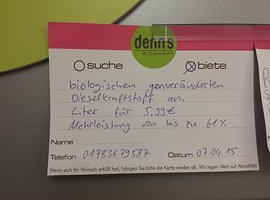 denn's
BIOMARKT
suche
biete
biologischen genveränderten
Dieselkraftstoff an.
Liter für 5,99€
Mehrleistung von bis zu 61%
Name
Telefon 01783679587 Datum 07.04.15
Wenn sich Ihr Wunsch erfüllt hat, hängen Sie bitte die Karte wieder ab. Wir legen Wert auf Aktualität!